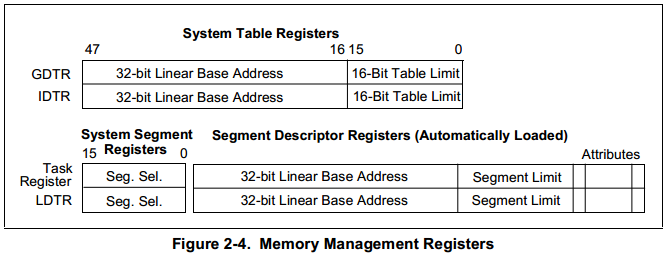 System Table Registers
47 16 15 0
GDTR 32-bit Linear Base Address 16-Bit Table Limit
IDTR 32-bit Linear Base Address 16-Bit Table Limit
System Segment Registers Segment Descriptor Registers (Automatically Loaded)
15 0 Attributes
Task Register Seg. Sel. 32-bit Linear Base Address Segment Limit
LDTR Seg. Sel. 32-bit Linear Base Address Segment Limit
Figure 2-4. Memory Management Registers